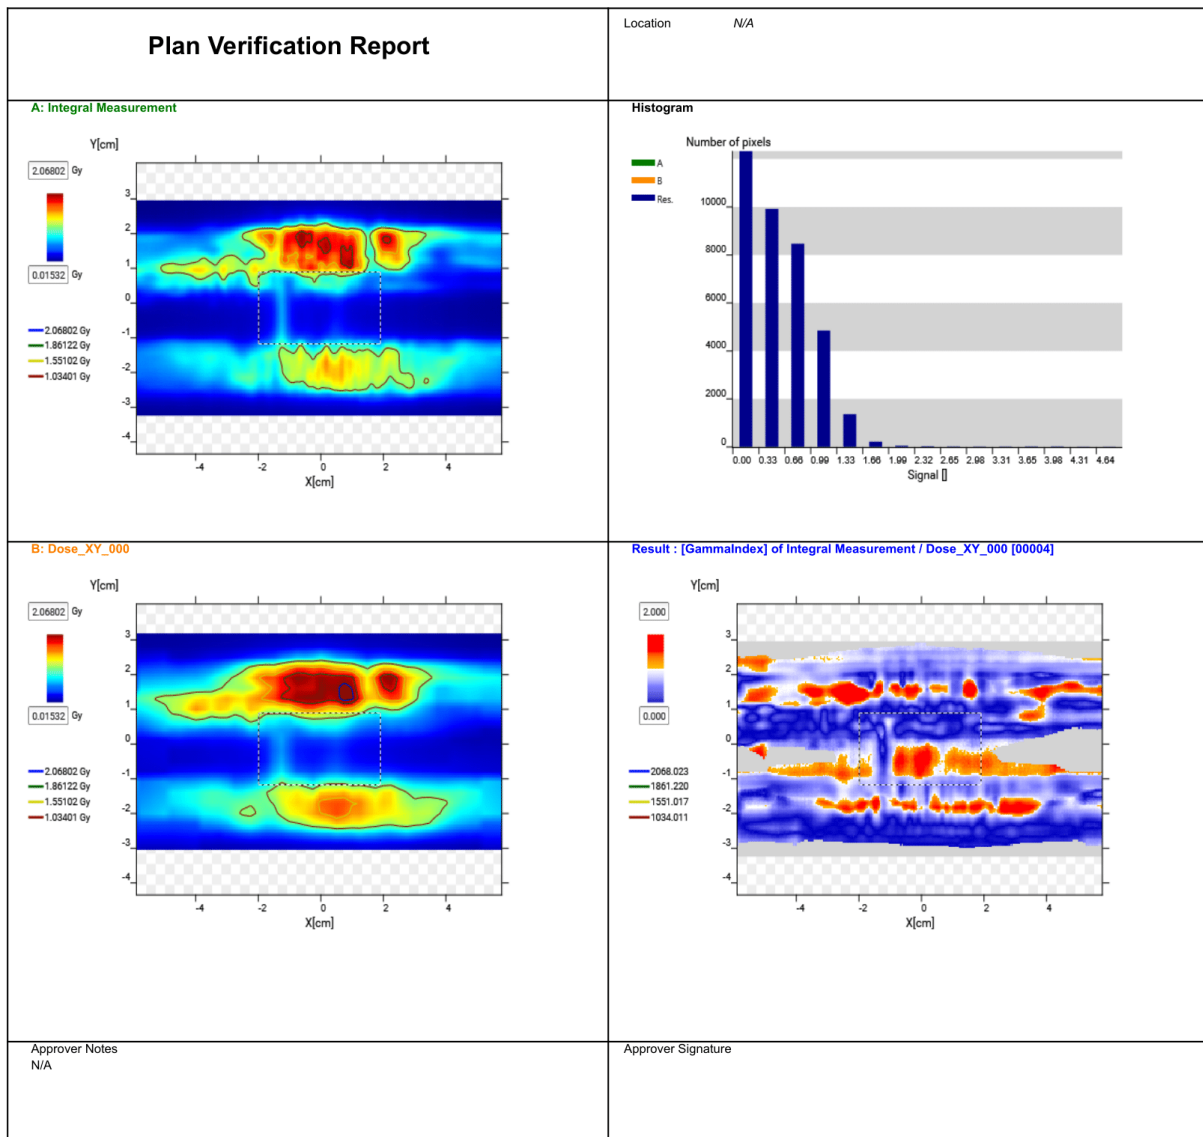 Plan Verification Report
Location N/A
A: Integral Measurement
Y[cm]
2.06802 Gy
0.01532 Gy
2.06802 Gy
1.86122 Gy
1.55102 Gy
1.03401 Gy
3
2
1
0
-1
-2
-3
-4
-4 -2 0 2 4
X[cm]
Histogram
Number of pixels
A
B
Res.
10000
8000
6000
4000
2000
0
0.00 0.33 0.66 0.99 1.33 1.66 1.99 2.32 2.65 2.98 3.31 3.65 3.98 4.31 4.64
Signal []
B: Dose_XY_000
Y[cm]
2.06802 Gy
0.01532 Gy
2.06802 Gy
1.86122 Gy
1.55102 Gy
1.03401 Gy
3
2
1
0
-1
-2
-3
-4
-4 -2 0 2 4
X[cm]
Result : [GammaIndex] of Integral Measurement / Dose_XY_000 [00004]
Y[cm]
2.000
0.000
2068.023
1861.220
1551.017
1034.011
3
2
1
0
-1
-2
-3
-4
-4 -2 0 2 4
X[cm]
Approver Notes
N/A
Approver Signature